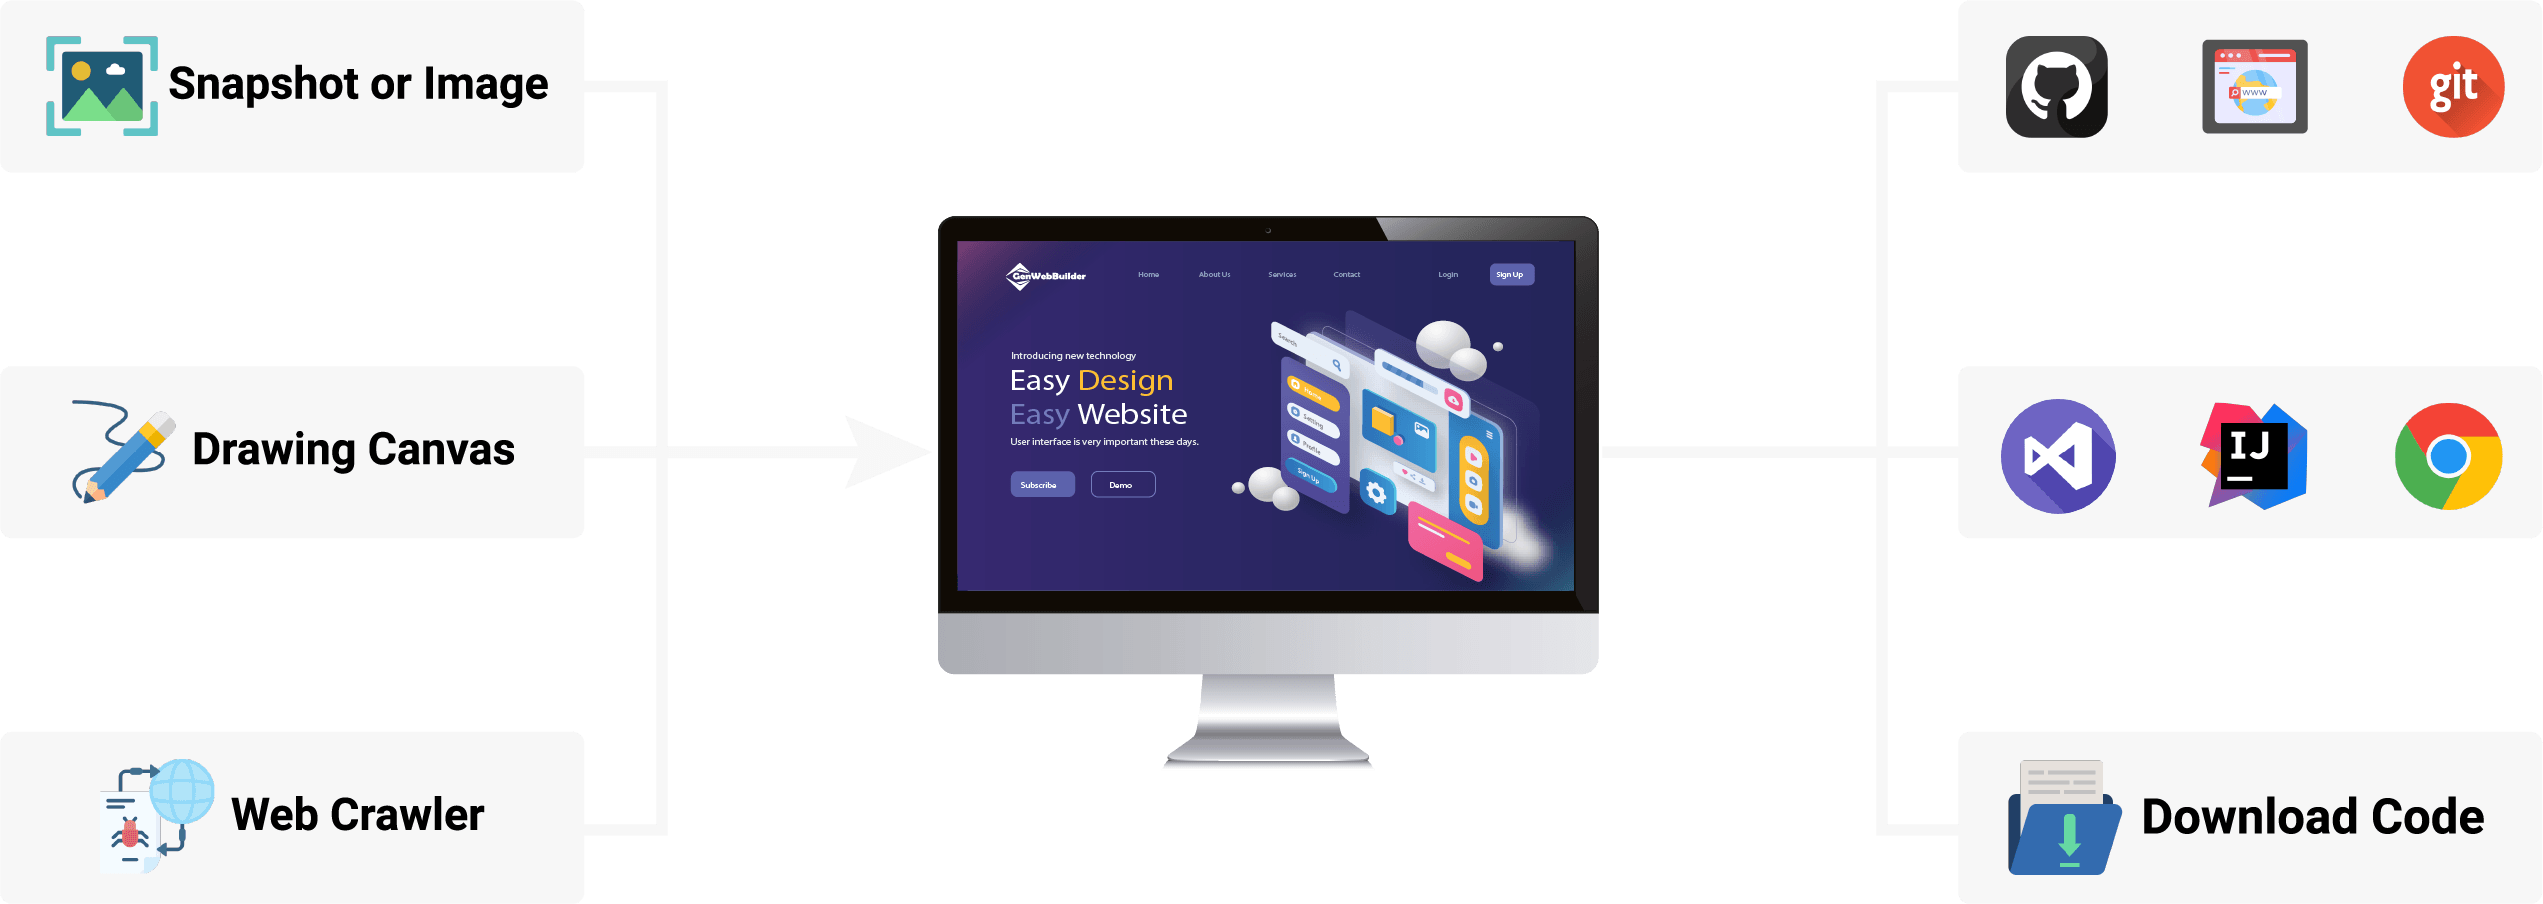 Snapshot or Image
Drawing Canvas
Web Crawler
GenWebBuilder
Home
About Us
Services
Contact
Login
Sign Up
Introducing new technology
Easy Design
Easy Website
User interface is very important these days.
Subscribe
Demo
Search
Home
Setting
Profile
Sign Up
www
git
IJ
Download Code